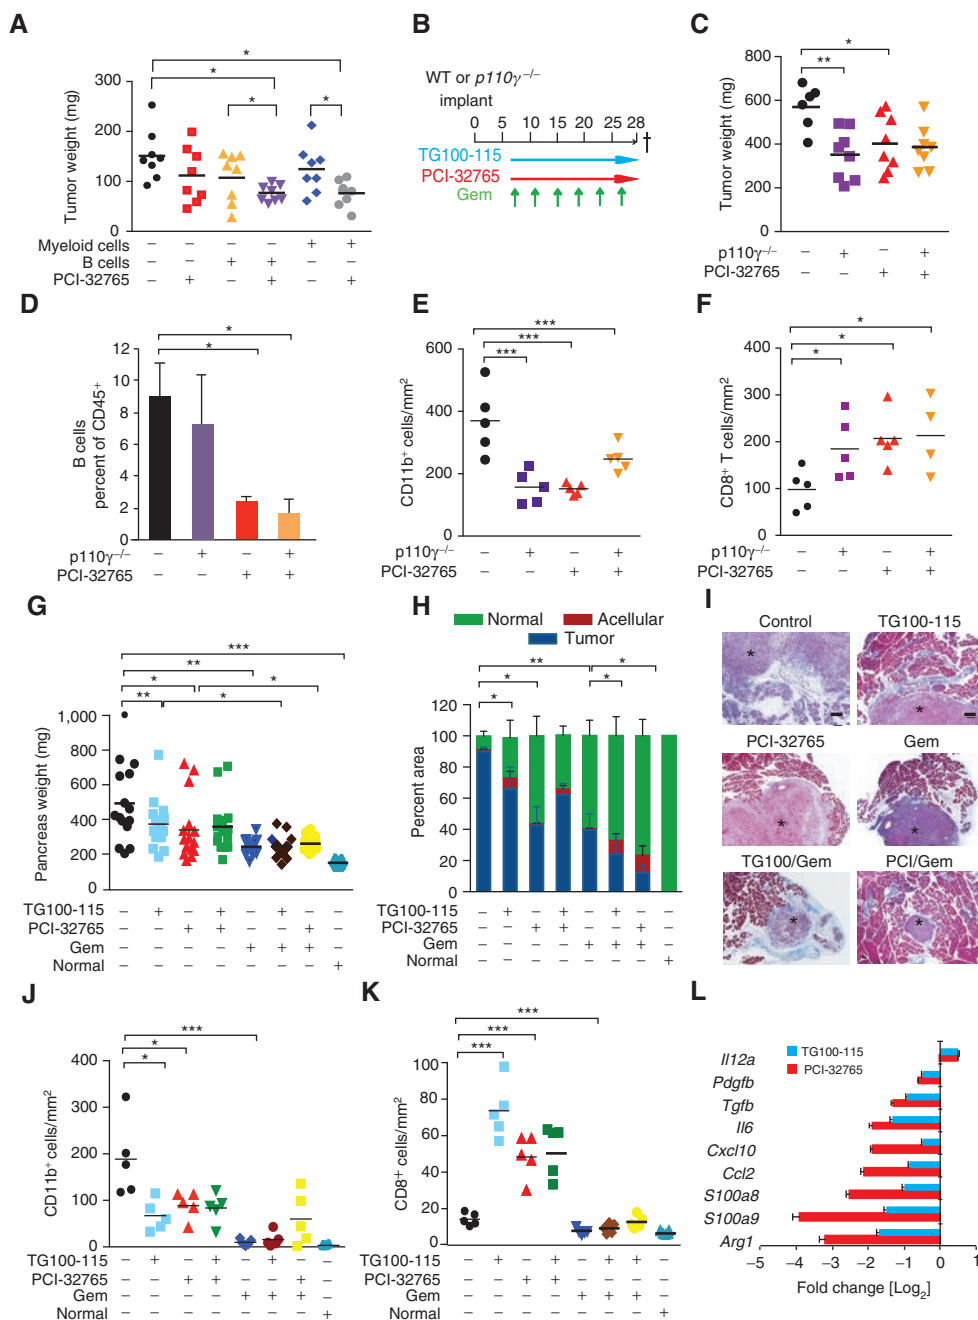 A
Tumor weight (mg)
300
200
100
0
*
*
*
*
Myeloid cells – – – – + +
B cells – – + + – –
PCI-32765 – + – + – +
B
WT or p110γ–/–
implant
0 5 10 15 20 25 28 †
TG100-115
PCI-32765
Gem
C
Tumor weight (mg)
800
600
400
200
0
*
**
p110γ–/– – + – +
PCI-32765 – – + +
D
B cells
percent of CD45+
12
10
8
6
4
2
0
*
*
p110γ–/– – + – +
PCI-32765 – – + +
E
CD11b+ cells/mm2
600
400
200
0
***
***
***
p110γ–/– – + – +
PCI-32765 – – + +
F
CD8+ T cells/mm2
400
300
200
100
0
*
*
*
p110γ–/– – + – +
PCI-32765 – – + +
G
Pancreas weight (mg)
1,000
800
600
400
200
0
***
**
* *
** *
TG100-115 – + – + – + – –
PCI-32765 – – + + – – + –
Gem – – – – + + + –
Normal – – – – – – – +
H
Normal Acellular
Tumor
Percent area
120
100
80
60
40
20
0
** *
* *
*
TG100-115 – + – + – + – –
PCI-32765 – – + + – – + –
Gem – – – – + + + –
Normal – – – – – – – +
I
Control TG100-115
* *
PCI-32765 Gem
* *
TG100/Gem PCI/Gem
* *
J
CD11b+ cells/mm2
400
300
200
100
0
***
*
*
TG100-115 – + – + – + – –
PCI-32765 – – + + – – + –
Gem – – – – + + + –
Normal – – – – – – – +
K
CD8+ cells/mm2
100
80
60
40
20
0
***
***
***
TG100-115 – + – + – + – –
PCI-32765 – – + + – – + –
Gem – – – – + + + –
Normal – – – – – – – +
L
TG100-115
PCI-32765
Il12a
Pdgfb
Tgfb
Il6
Cxcl10
Ccl2
S100a8
S100a9
Arg1
–5 –4 –3 –2 –1 0 1
Fold change [Log2]